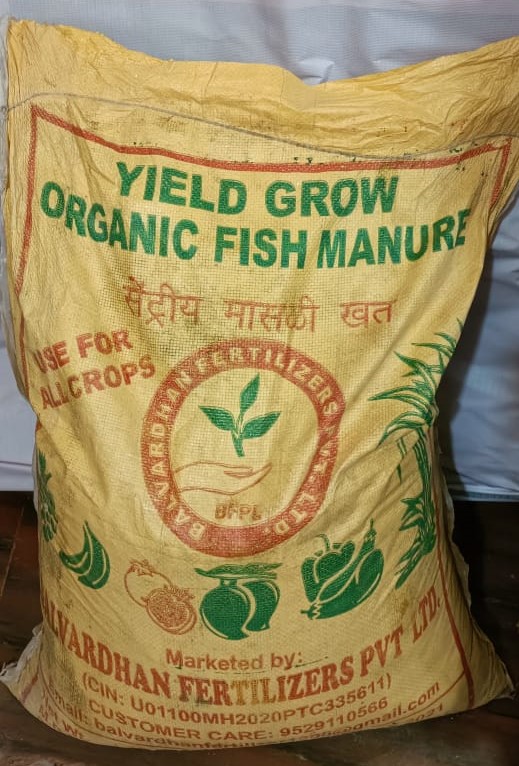 YIELD GROW
ORGANIC FISH MANURE
सेंद्रीय मासळी खत
USE FOR
ALL CROPS
BALVARDHAN FERTILIZERS PVT. LTD.
BFPL
Marketed by:
BALVARDHAN FERTILIZERS PVT LTD.
(CIN: U01100MH2020PTC335611)
CUSTOMER CARE: 9529110566